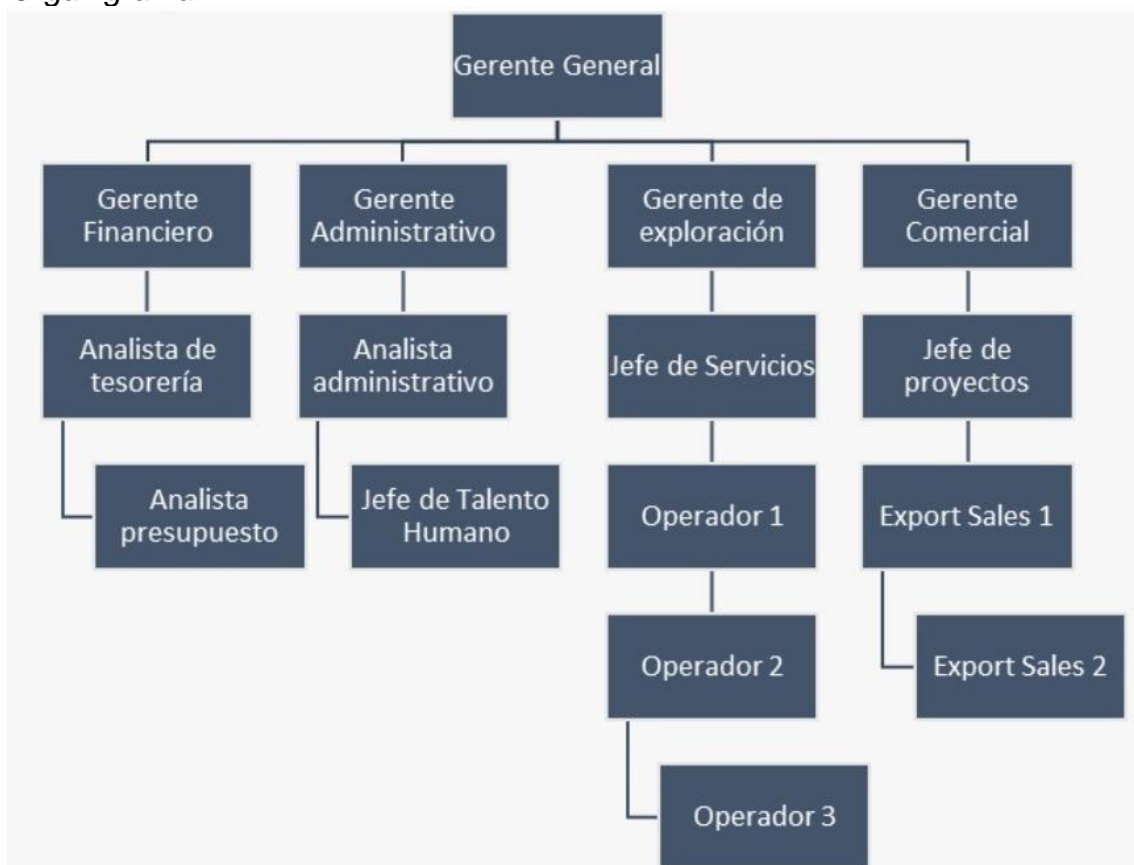 Gerente General
Gerente
Financiero
Gerente
Administrativo
Gerente de
exploración
Gerente
Comercial
Analista de
tesorería
Analista
administrativo
Jefe de Servicios
Jefe de
proyectos
Analista
presupuesto
Jefe de Talento
Humano
Operador 1
Export Sales 1
Operador 2
Export Sales 2
Operador 3